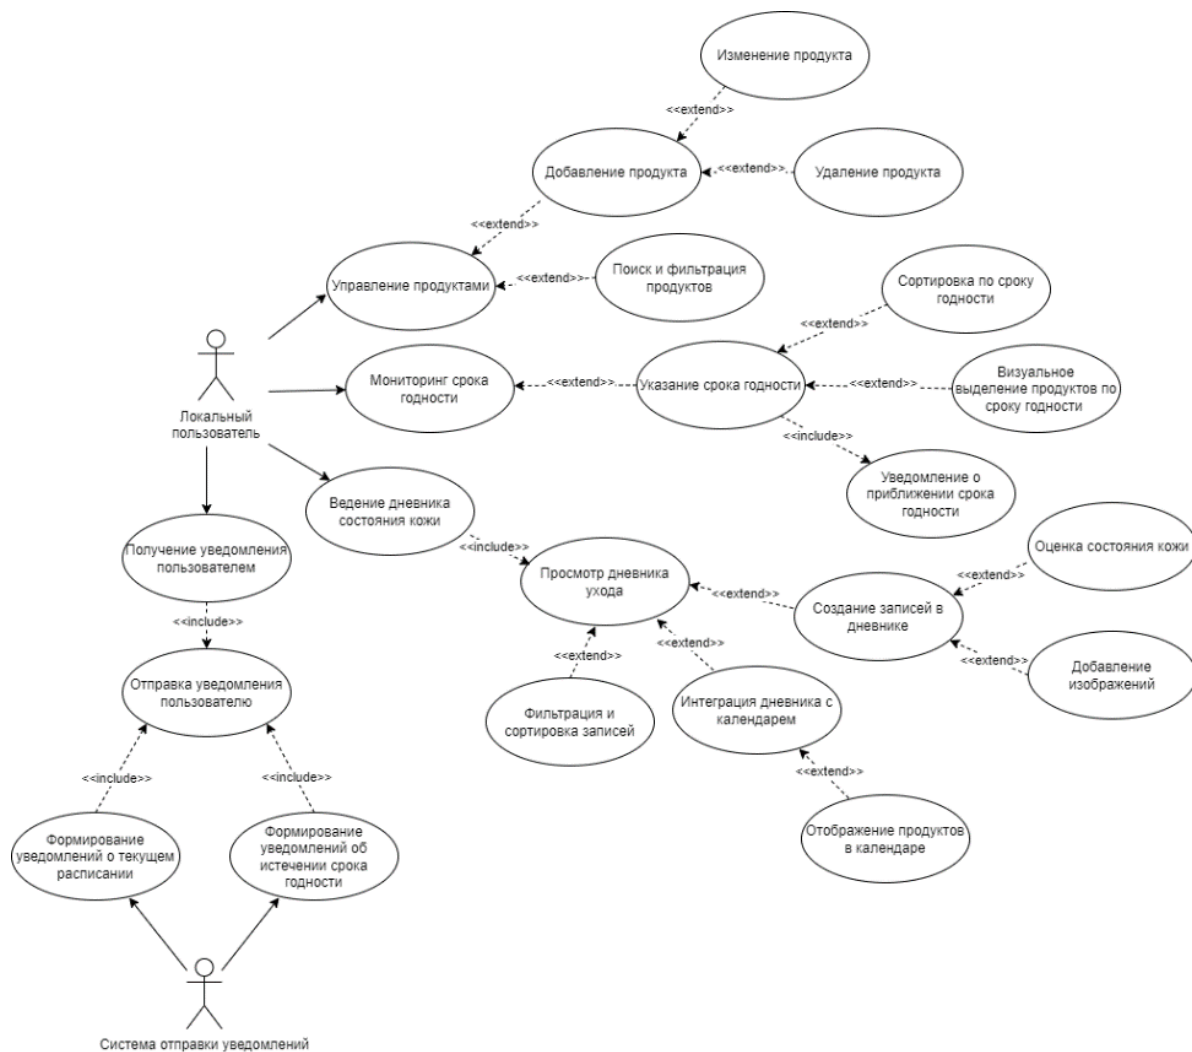 Изменение продукта
<<extend>>
Добавление продукта
<<extend>>
Удаление продукта
<<extend>>
Управление продуктами
<<extend>>
Поиск и фильтрация
продуктов
Сортировка по сроку
годности
<<extend>>
Локальный
пользователь
Мониторинг срока
годности
<<extend>>
Указание срока годности
<<extend>>
Визуальное
выделение продуктов по
сроку годности
<<include>>
Уведомление о
приближении срока
годности
Ведение дневника
состояния кожи
<<include>>
Получение уведомления
пользователем
<<include>>
Просмотр дневника
ухода
<<extend>>
Создание записей в
дневнике
<<extend>>
Оценка состояния кожи
<<extend>>
Добавление
изображений
<<extend>>
Фильтрация и
сортировка записей
<<extend>>
Интеграция дневника с
календарем
<<extend>>
Отображение продуктов
в календаре
Отправка уведомления
пользователю
<<include>>
<<include>>
Формирование
уведомлений о текущем
расписании
Формирование
уведомлений об
истечении срока
годности
Система отправки уведомлений